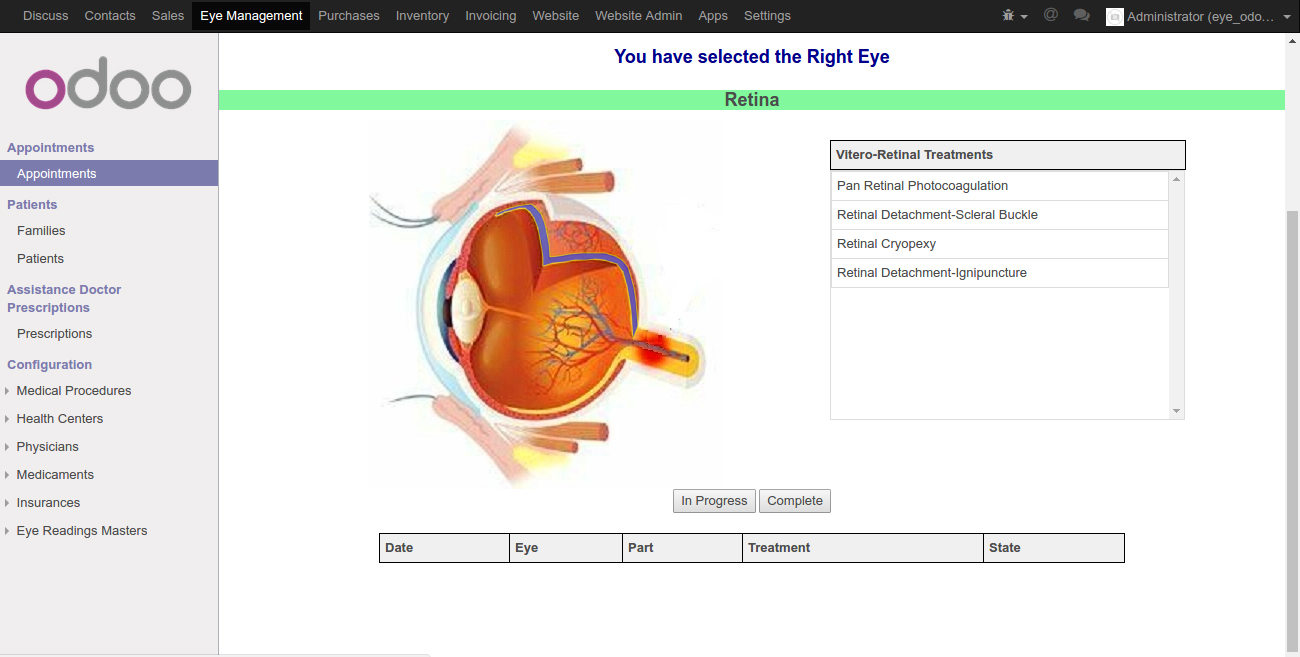 Discuss Contacts Sales Eye Management Purchases Inventory Invoicing Website Website Admin Apps Settings @ Administrator (eye_odo...
odoo
Appointments
Appointments
Patients
Families
Patients
Assistance Doctor
Prescriptions
Prescriptions
Configuration
Medical Procedures
Health Centers
Physicians
Medicaments
Insurances
Eye Readings Masters
You have selected the Right Eye
Retina
Vitero-Retinal Treatments
Pan Retinal Photocoagulation
Retinal Detachment-Scleral Buckle
Retinal Cryopexy
Retinal Detachment-Ignipuncture
In Progress Complete
Date Eye Part Treatment State